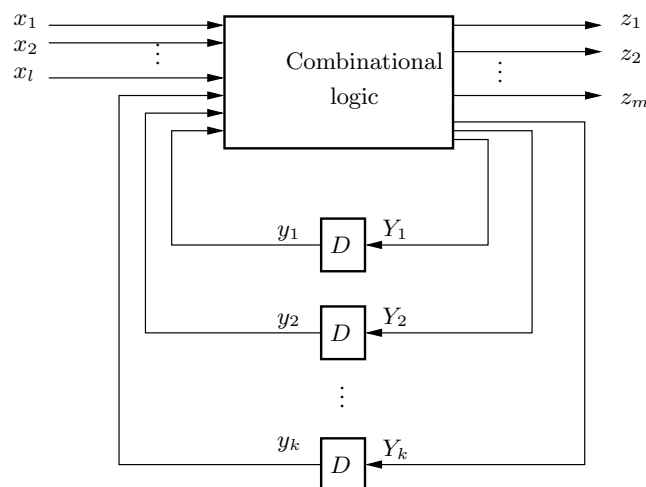 x₁
x₂
⋮
xₗ
Combinational
logic
z₁
z₂
⋮
zₘ
y₁
D
Y₁
y₂
D
Y₂
⋮
yₖ
D
Yₖ